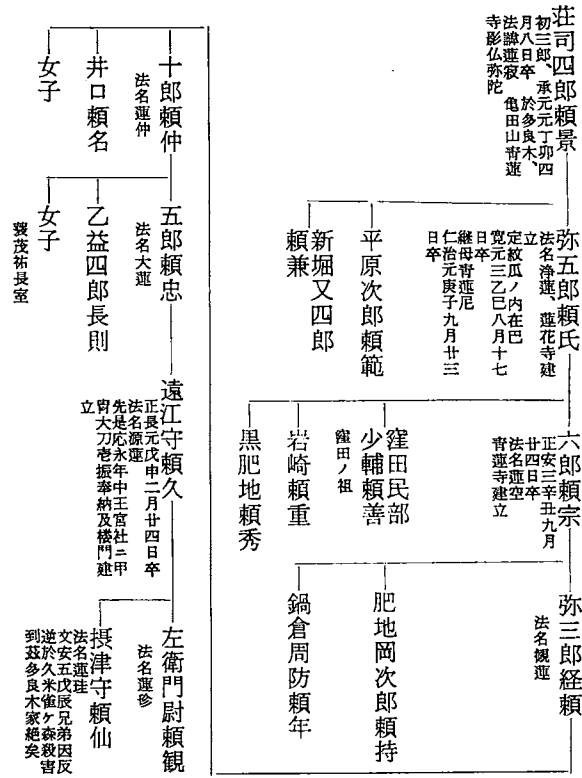 荘司四郎頼景
初三郎、承元元丁卯四
月八日卒　於多良木、
法諱蓮寂　亀田山青蓮
寺影仏弥陀
弥五郎頼氏
法名浄蓮、蓮花寺建
立
定紋瓜ノ内在巴
寛元三乙巳八月十七
日卒
継母青蓮尼
仁治元庚子九月廿三
日卒
平原次郎頼範
新堀又四郎
頼兼
六郎頼宗
正安三辛丑九月
廿四日卒
法名蓮空
青蓮寺建立
窪田民部
少輔頼善
窪田ノ祖
岩崎頼重
黒肥地頼秀
弥三郎経頼
法名観蓮
肥地岡次郎頼持
鍋倉周防頼年
十郎頼仲
法名蓮仲
井口頼名
女子
五郎頼忠
法名大蓮
乙益四郎長則
女子
簑茂祐長室
遠江守頼久
正長元戊申二月廿四日卒
法名源蓮
先是応永年中王宮社ニ甲
冑大刀壱振奉納及楼門建
立
左衛門尉頼観
法名蓮珍
摂津守頼仙
法名蓮珪
文安五戊辰兄弟因反
逆於久米雀ケ森殺害
到茲多良木家絶矣